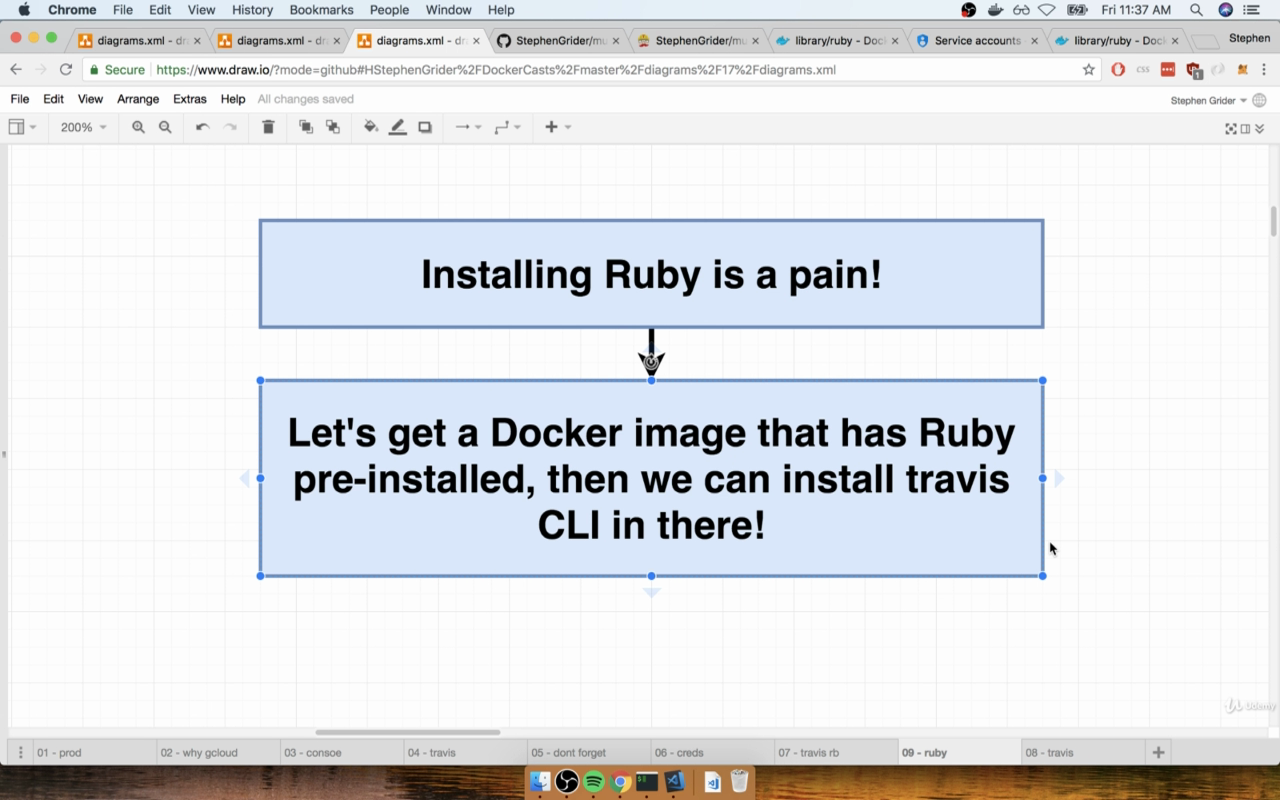 Chrome File Edit View History Bookmarks People Window Help Fri 11:37 AM
diagrams.xml - dr diagrams.xml - dr diagrams.xml - dr StephenGrider/mu StephenGrider/mu library/ruby - Dock Service accounts library/ruby - Dock Stephen
Secure https://www.draw.io/?mode=github#HStephenGrider%2FDockerCasts%2Fmaster%2Fdiagrams%2F17%2Fdiagrams.xml css 1
File Edit View Arrange Extras Help All changes saved Stephen Grider
200%
Installing Ruby is a pain!
Let's get a Docker image that has Ruby
pre-installed, then we can install travis
CLI in there!
Udemy
01 - prod 02 - why gcloud 03 - consoe 04 - travis 05 - dont forget 06 - creds 07 - travis rb 09 - ruby 08 - travis